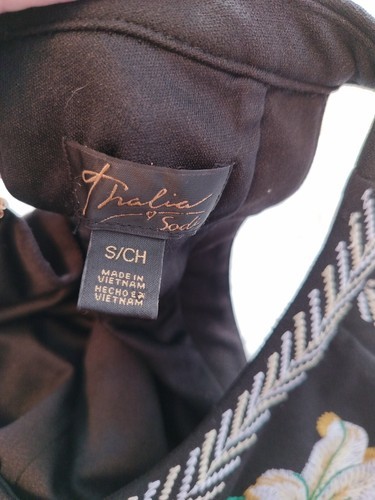 Thalia
Sodi
S/CH
MADE IN
VIETNAM
HECHO EN
VIETNAM